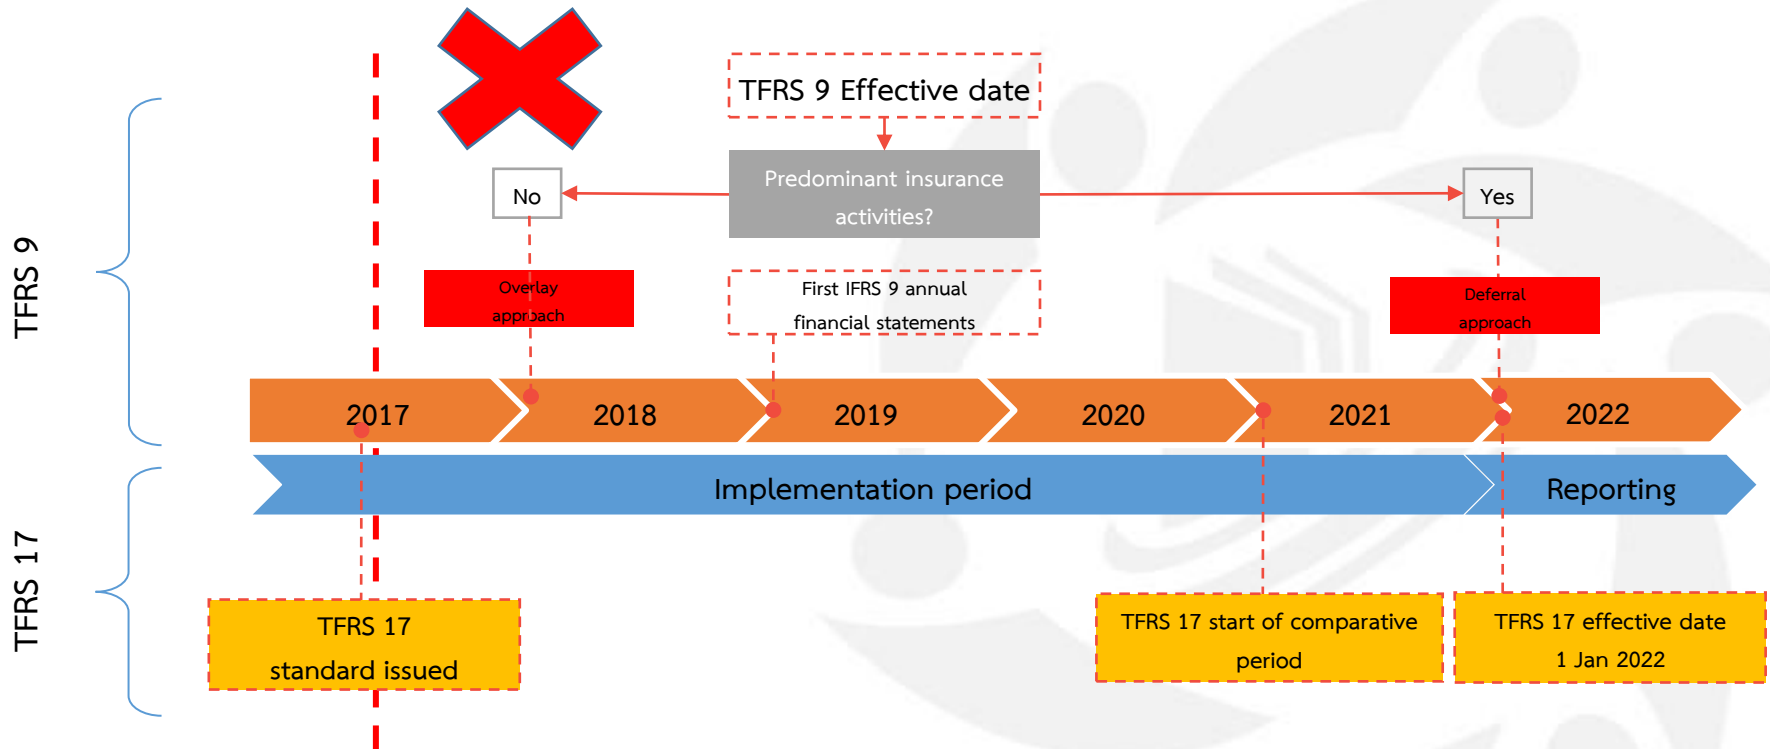 TFRS 9 Effective date
Predominant insurance
activities?
No
Yes
Overlay
approach
First IFRS 9 annual
financial statements
Deferral
approach
TFRS 9
2017
2018
2019
2020
2021
2022
Implementation period
Reporting
TFRS 17
TFRS 17
standard issued
TFRS 17 start of comparative
period
TFRS 17 effective date
1 Jan 2022